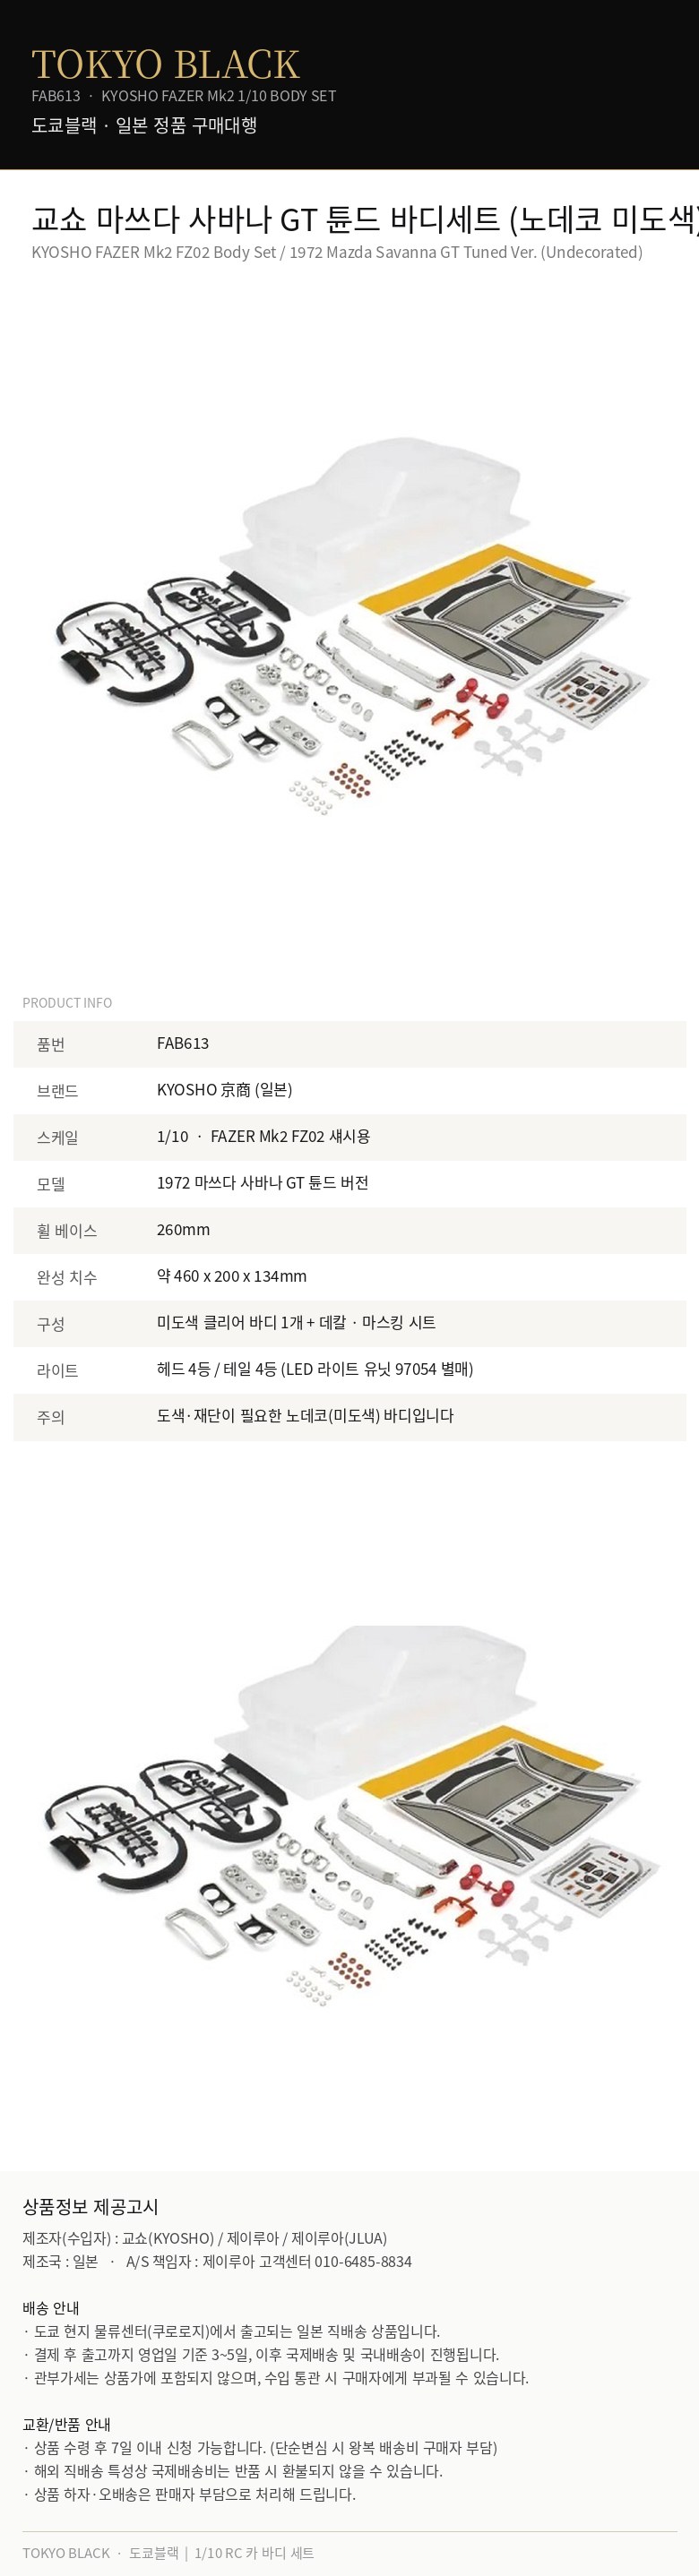 TOKYO BLACK
FAB613 · KYOSHO FAZER Mk2 1/10 BODY SET
도쿄블랙 · 일본 정품 구매대행
교쇼 마쓰다 사바나 GT 튠드 바디세트 (노데코 미도색)
KYOSHO FAZER Mk2 FZ02 Body Set / 1972 Mazda Savanna GT Tuned Ver. (Undecorated)
PRODUCT INFO
품번 FAB613
브랜드 KYOSHO 京商 (일본)
스케일 1/10 · FAZER Mk2 FZ02 섀시용
모델 1972 마쓰다 사바나 GT 튠드 버전
휠 베이스 260mm
완성 치수 약 460 x 200 x 134mm
구성 미도색 클리어 바디 1개 + 데칼 · 마스킹 시트
라이트 헤드 4등 / 테일 4등 (LED 라이트 유닛 97054 별매)
주의 도색·재단이 필요한 노데코(미도색) 바디입니다
상품정보 제공고시
제조자(수입자) : 교쇼(KYOSHO) / 제이루아 / 제이루아(JLUA)
제조국 : 일본 · A/S 책임자 : 제이루아 고객센터 010-6485-8834
배송 안내
· 도쿄 현지 물류센터(쿠로로지)에서 출고되는 일본 직배송 상품입니다.
· 결제 후 출고까지 영업일 기준 3~5일, 이후 국제배송 및 국내배송이 진행됩니다.
· 관부가세는 상품가에 포함되지 않으며, 수입 통관 시 구매자에게 부과될 수 있습니다.
교환/반품 안내
· 상품 수령 후 7일 이내 신청 가능합니다. (단순변심 시 왕복 배송비 구매자 부담)
· 해외 직배송 특성상 국제배송비는 반품 시 환불되지 않을 수 있습니다.
· 상품 하자·오배송은 판매자 부담으로 처리해 드립니다.
TOKYO BLACK · 도쿄블랙 | 1/10 RC 카 바디 세트